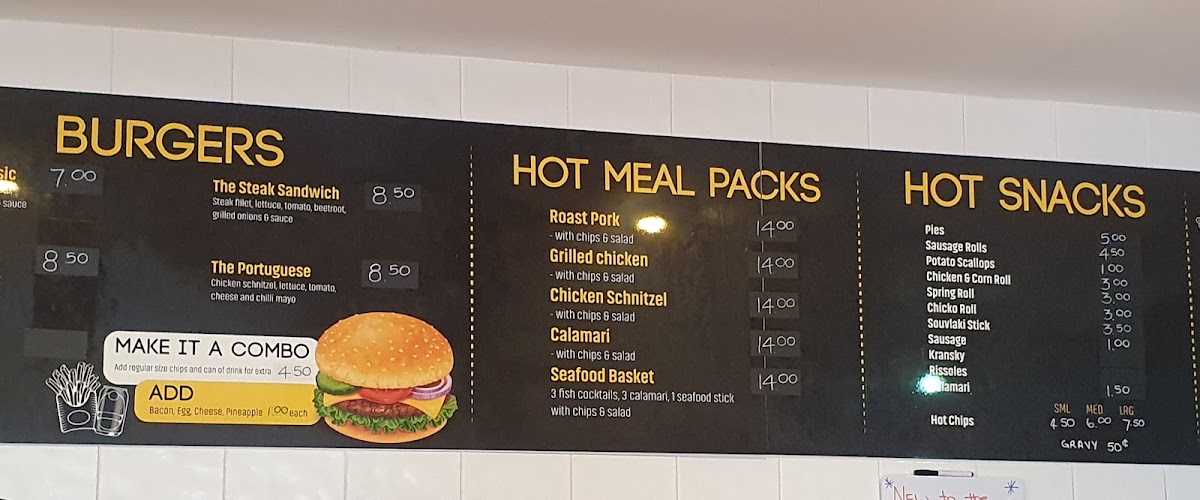 BURGERS
sic 7.00
sauce
8.50
The Steak Sandwich 8.50
Steak fillet, lettuce, tomato, beetroot,
grilled onions & sauce
The Portuguese 8.50
Chicken schnitzel, lettuce, tomato,
cheese and chilli mayo
MAKE IT A COMBO
Add regular size chips and can of drink for extra 4.50
ADD
Bacon, Egg, Cheese, Pineapple 1.00 each
HOT MEAL PACKS
Roast Pork 14.00
- with chips & salad
Grilled chicken 14.00
- with chips & salad
Chicken Schnitzel 14.00
- with chips & salad
Calamari 14.00
- with chips & salad
Seafood Basket 14.00
3 fish cocktails, 3 calamari, 1 seafood stick
with chips & salad
HOT SNACKS
Pies 5.00
Sausage Rolls 4.50
Potato Scallops 1.00
Chicken & Corn Roll 3.00
Spring Roll 3.00
Chicko Roll 3.00
Souvlaki Stick 3.50
Sausage 1.00
Kransky
Rissoles
Calamari 1.50
SML MED LRG
Hot Chips 4.50 6.00 7.50
GRAVY 50¢
*NEW to the *